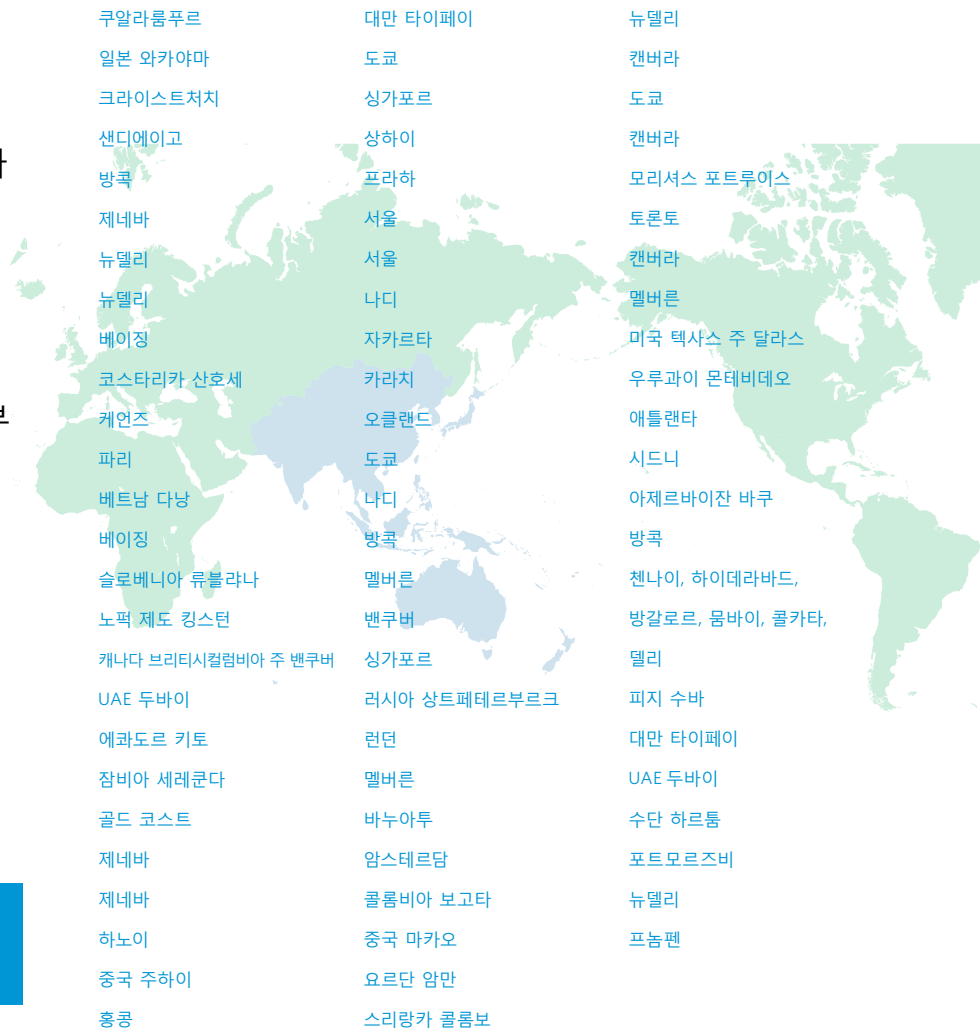 쿠알라룸푸르
일본 와카야마
크라이스트처치
샌디에이고
방콕
제네바
뉴델리
뉴델리
베이징
코스타리카 산호세
케언즈
파리
베트남 다낭
베이징
슬로베니아 류블랴나
노퍽 제도 킹스턴
캐나다 브리티시컬럼비아 주 밴쿠버
UAE 두바이
에콰도르 키토
잠비아 세레쿤다
골드 코스트
제네바
제네바
하노이
중국 주하이
홍콩
대만 타이페이
도쿄
싱가포르
상하이
프라하
서울
서울
나디
자카르타
카라치
오클랜드
도쿄
나디
방콕
멜버른
밴쿠버
싱가포르
러시아 상트페테르부르크
런던
멜버른
바누아투
암스테르담
콜롬비아 보고타
중국 마카오
요르단 암만
스리랑카 콜롬보
뉴델리
캔버라
도쿄
캔버라
모리셔스 포트루이스
토론토
캔버라
멜버른
미국 텍사스 주 달라스
우루과이 몬테비데오
애틀랜타
시드니
아제르바이잔 바쿠
방콕
첸나이, 하이데라바드,
방갈로르, 뭄바이, 콜카타,
델리
피지 수바
대만 타이페이
UAE 두바이
수단 하르툼
포트모르즈비
뉴델리
프놈펜